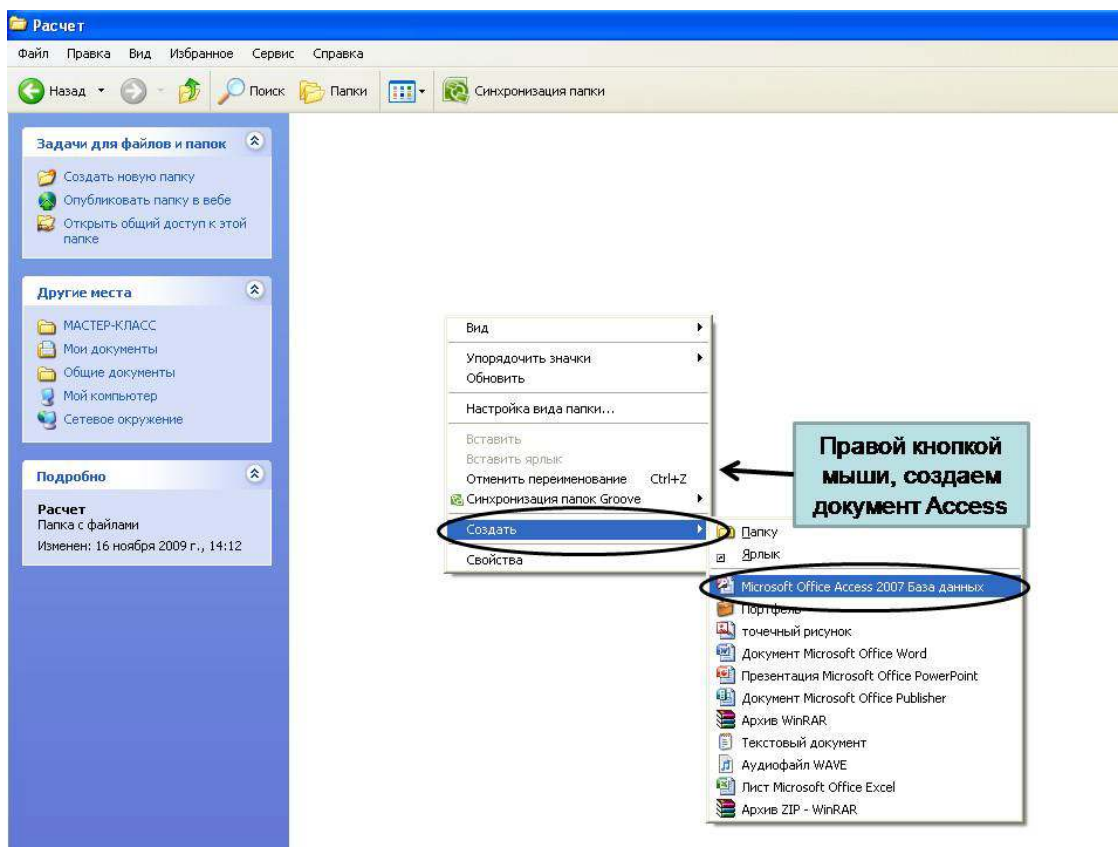 Расчет
Файл Правка Вид Избранное Сервис Справка
Назад Поиск Папки Синхронизация папки
Задачи для файлов и папок
Создать новую папку
Опубликовать папку в вебе
Открыть общий доступ к этой
папке
Другие места
МАСТЕР-КЛАСС
Мои документы
Общие документы
Мой компьютер
Сетевое окружение
Подробно
Расчет
Папка с файлами
Изменен: 16 ноября 2009 г., 14:12
Вид
Упорядочить значки
Обновить
Настройка вида папки...
Вставить
Вставить ярлык
Отменить переименование Ctrl+Z
Синхронизация папок Groove
Создать
Свойства
Правой кнопкой
мыши, создаем
документ Access
Папку
Ярлык
Microsoft Office Access 2007 База данных
Портфель
точечный рисунок
Документ Microsoft Office Word
Презентация Microsoft Office PowerPoint
Документ Microsoft Office Publisher
Архив WinRAR
Текстовый документ
Аудиофайл WAVE
Лист Microsoft Office Excel
Архив ZIP - WinRAR